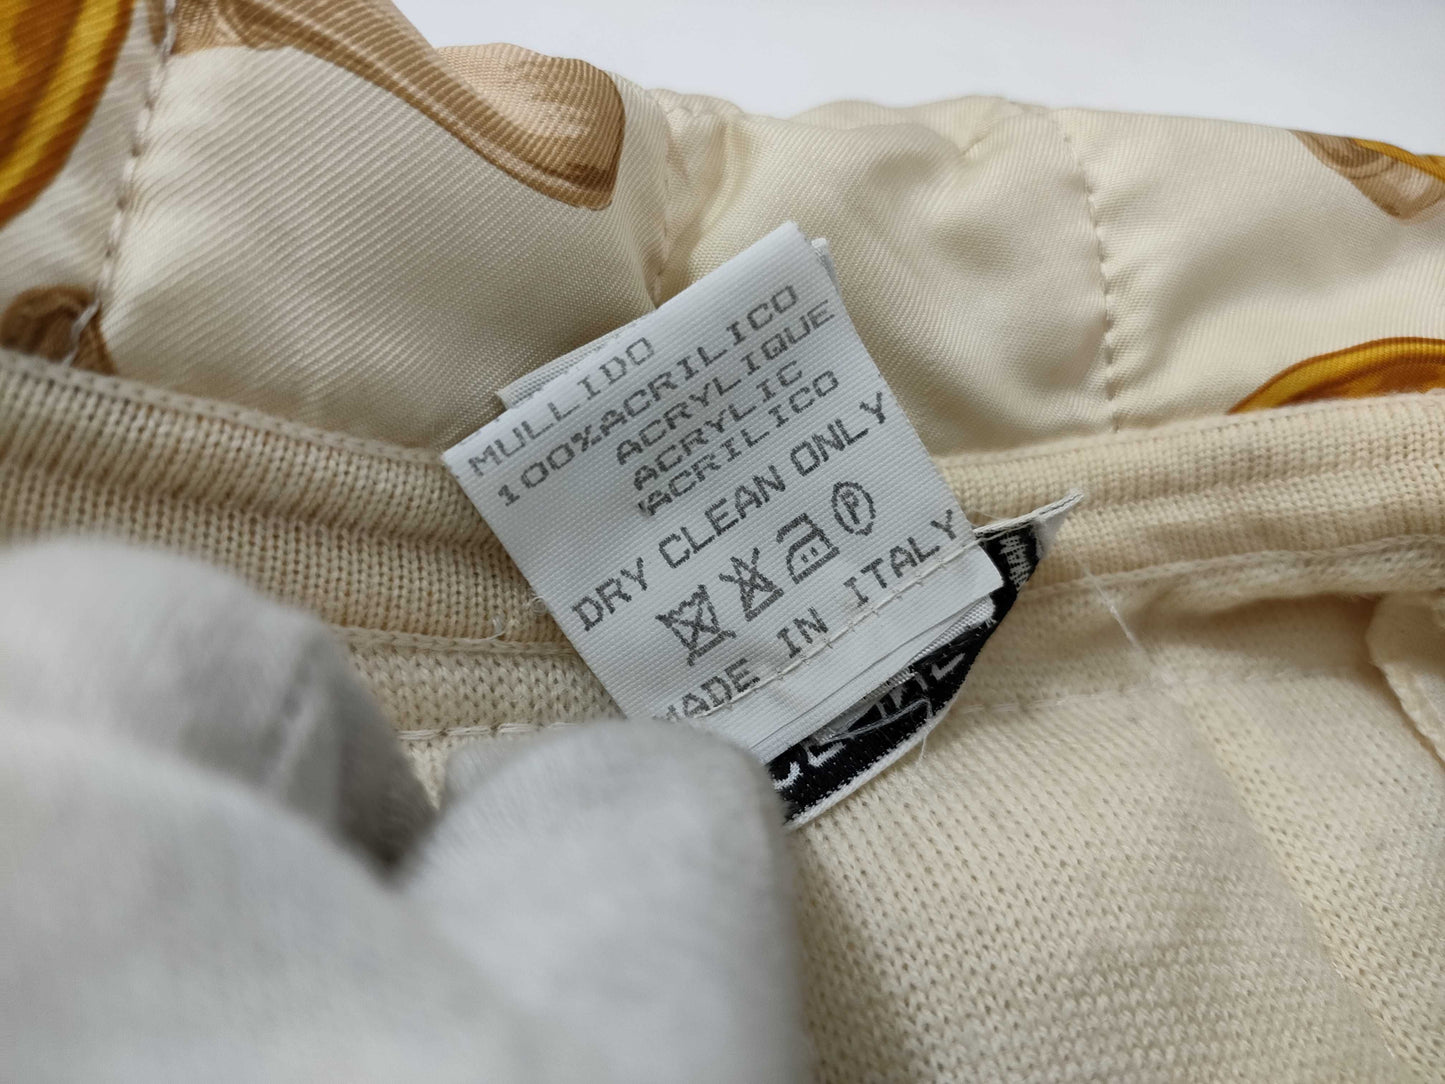 MULLIDO
100%ACRILICO
ACRYLIQUE
ACRYLIC
ACRILICO
DRY CLEAN ONLY
P
MADE IN ITALY